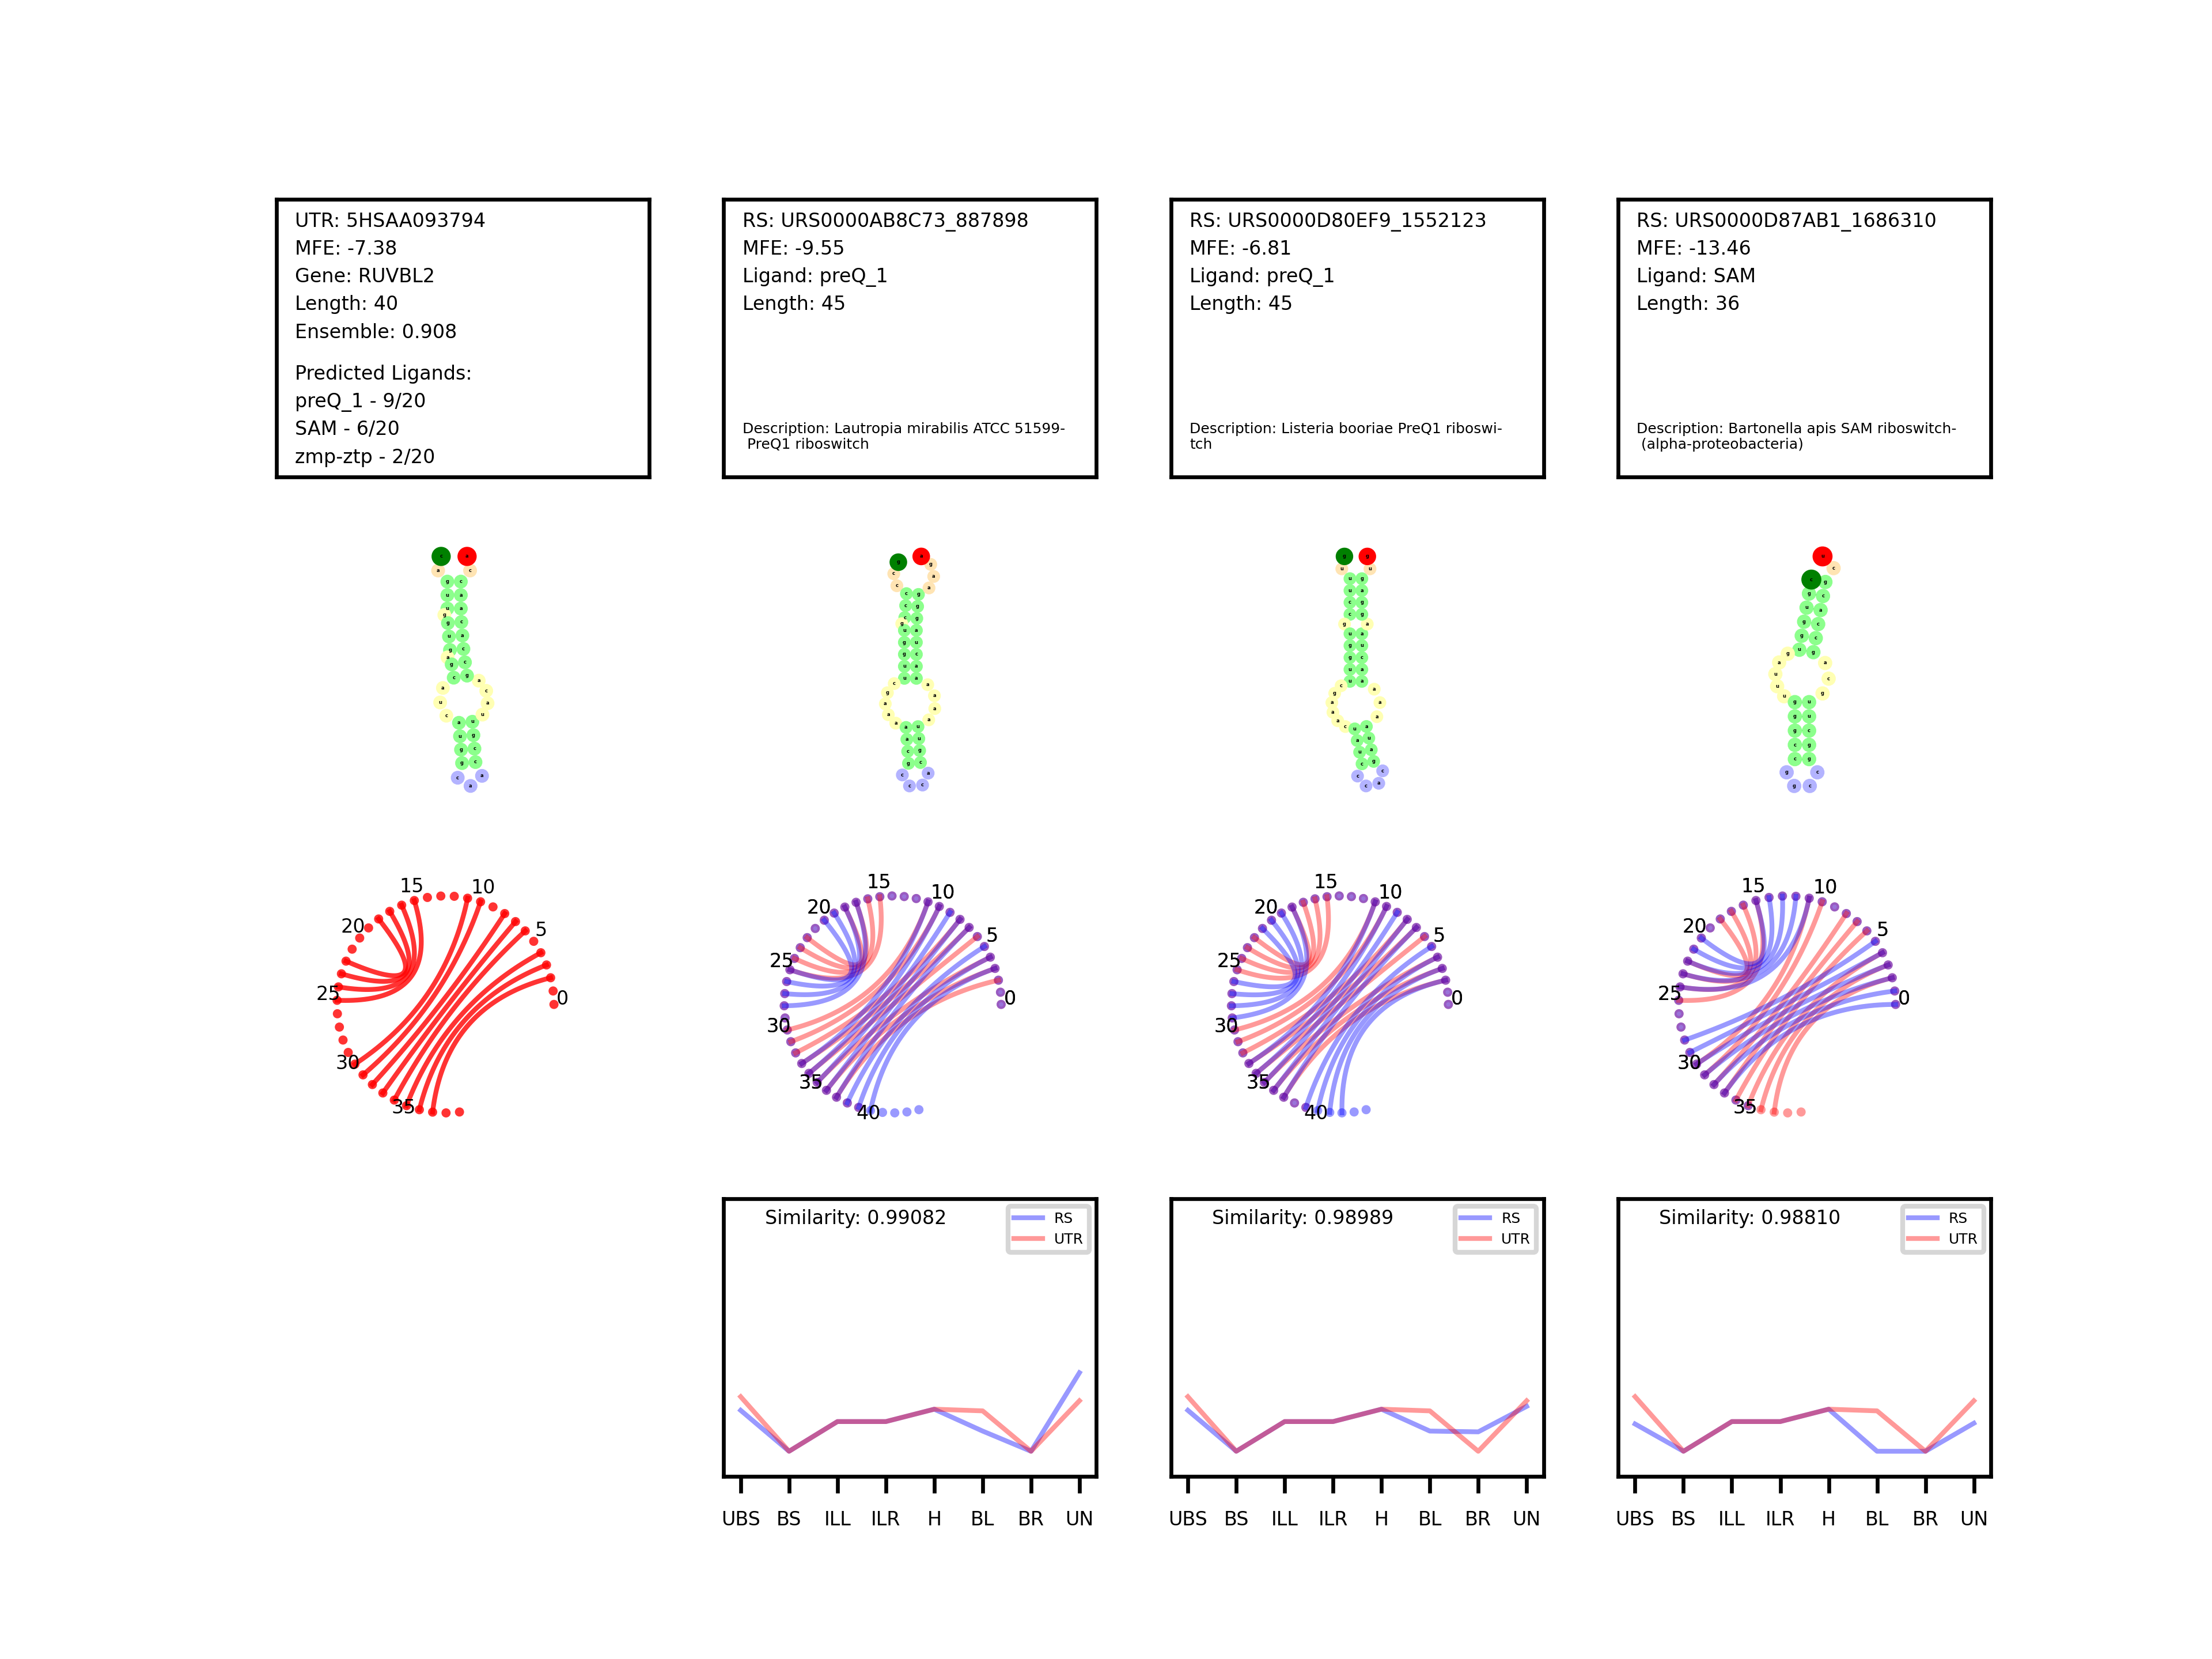 UTR: 5HSAA093794
MFE: -7.38
Gene: RUVBL2
Length: 40
Ensemble: 0.908
Predicted Ligands:
preQ_1 - 9/20
SAM - 6/20
zmp-ztp - 2/20
RS: URS0000AB8C73_887898
MFE: -9.55
Ligand: preQ_1
Length: 45
Description: Lautropia mirabilis ATCC 51599-
PreQ1 riboswitch
RS: URS0000D80EF9_1552123
MFE: -6.81
Ligand: preQ_1
Length: 45
Description: Listeria booriae PreQ1 riboswi-
tch
RS: URS0000D87AB1_1686310
MFE: -13.46
Ligand: SAM
Length: 36
Description: Bartonella apis SAM riboswitch-
(alpha-proteobacteria)
0
5
10
15
20
25
30
35
0
5
10
15
20
25
30
35
40
0
5
10
15
20
25
30
35
40
0
5
10
15
20
25
30
35
Similarity: 0.99082
RS
UTR
UBS BS ILL ILR H BL BR UN
Similarity: 0.98989
RS
UTR
UBS BS ILL ILR H BL BR UN
Similarity: 0.98810
RS
UTR
UBS BS ILL ILR H BL BR UN